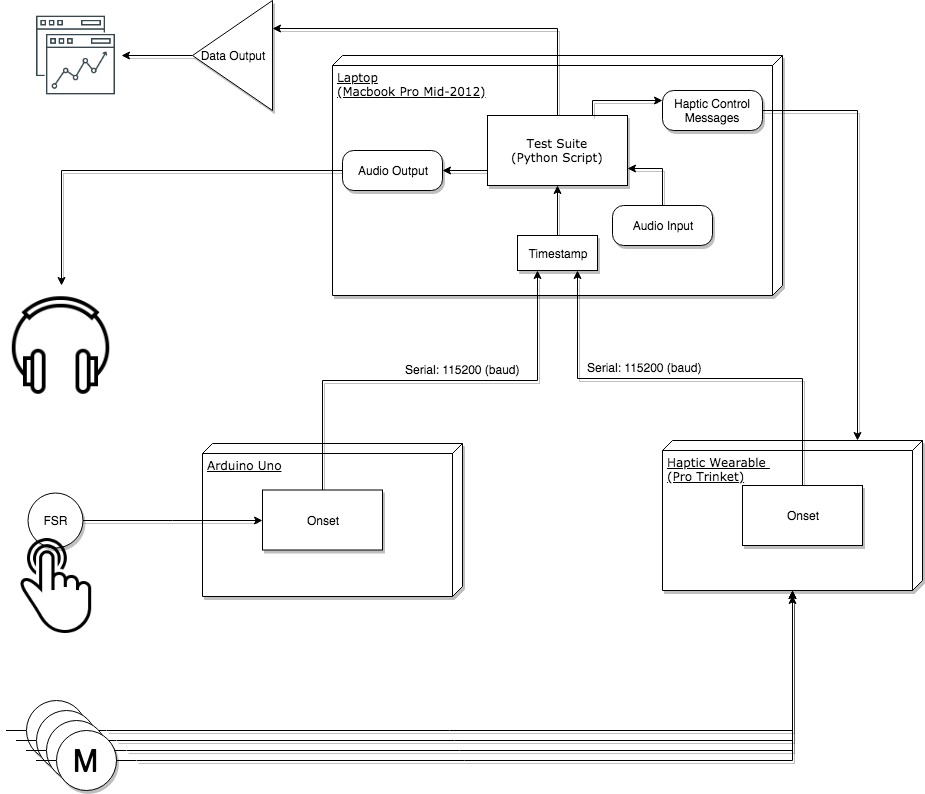 Data Output
Laptop
(Macbook Pro Mid-2012)
Haptic Control
Messages
Test Suite
(Python Script)
Audio Output
Audio Input
Timestamp
Serial: 115200 (baud)
Serial: 115200 (baud)
Arduino Uno
Haptic Wearable
(Pro Trinket)
FSR
Onset
Onset
M